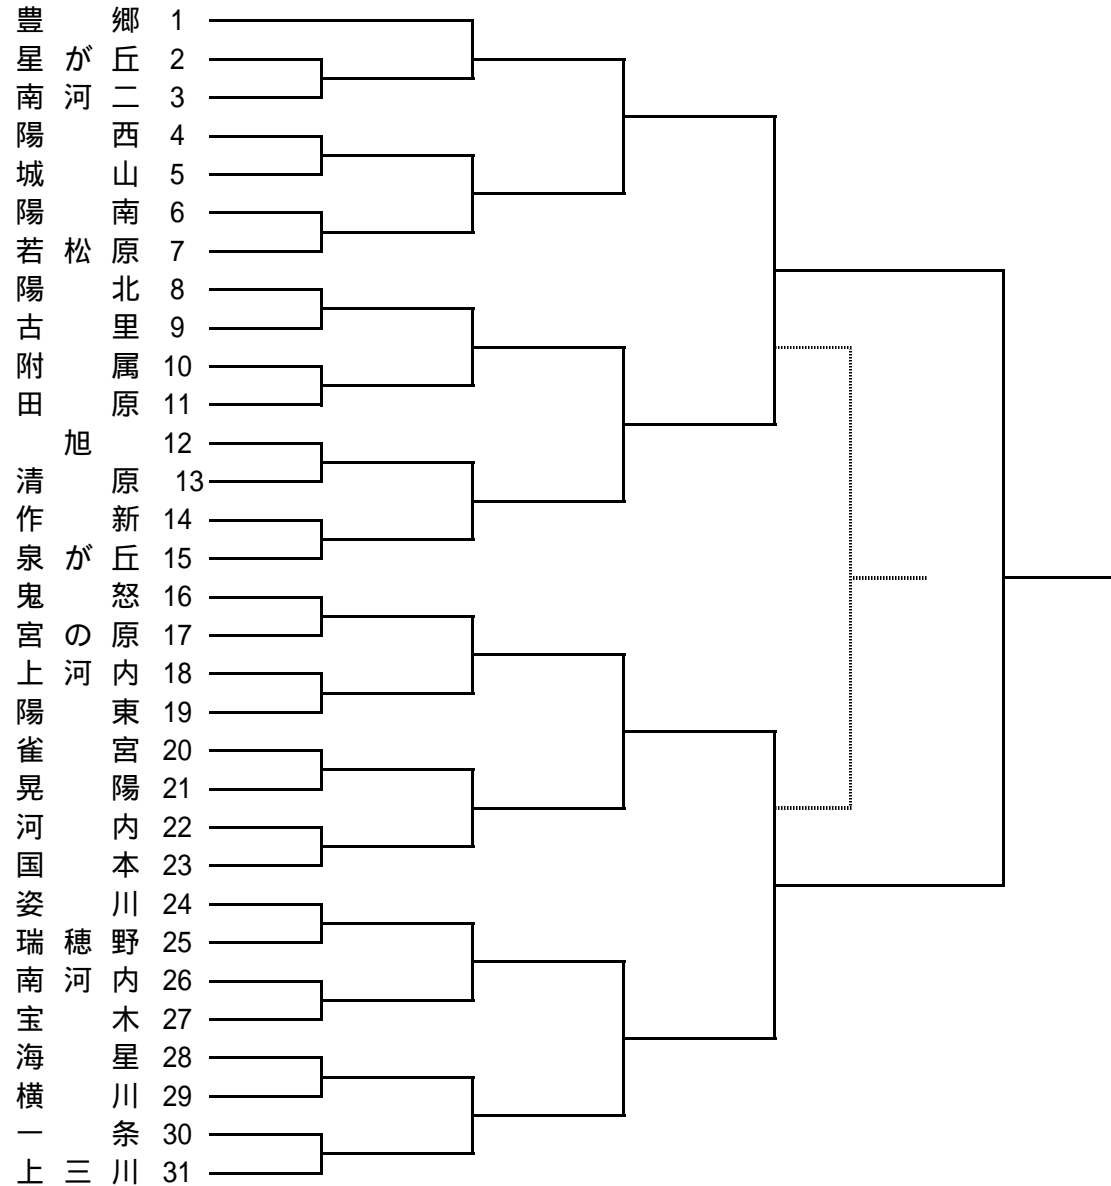 豊郷 1
星が丘 2
南河二 3
陽西 4
城山 5
陽南 6
若松原 7
陽北 8
古里 9
附属 10
田原 11
旭 12
清原 13
作新 14
泉が丘 15
鬼怒 16
宮の原 17
上河内 18
陽東 19
雀宮 20
晃陽 21
河内 22
国本 23
姿川 24
瑞穂野 25
南河内 26
宝木 27
海星 28
横川 29
一条 30
上三川 31